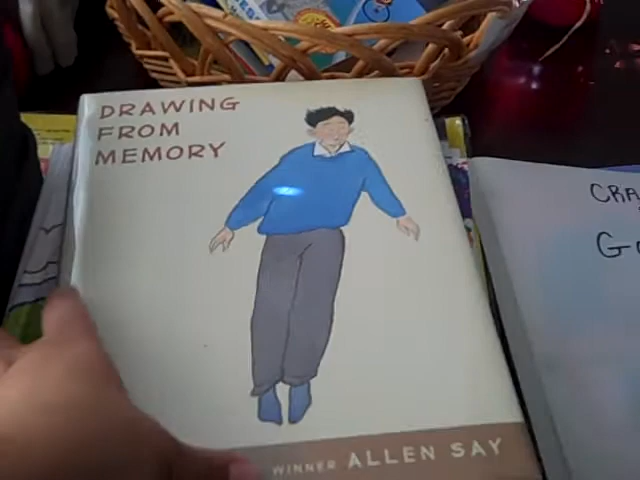 DRAWING
FROM
MEMORY
WINNER ALLEN SAY
CRA
G